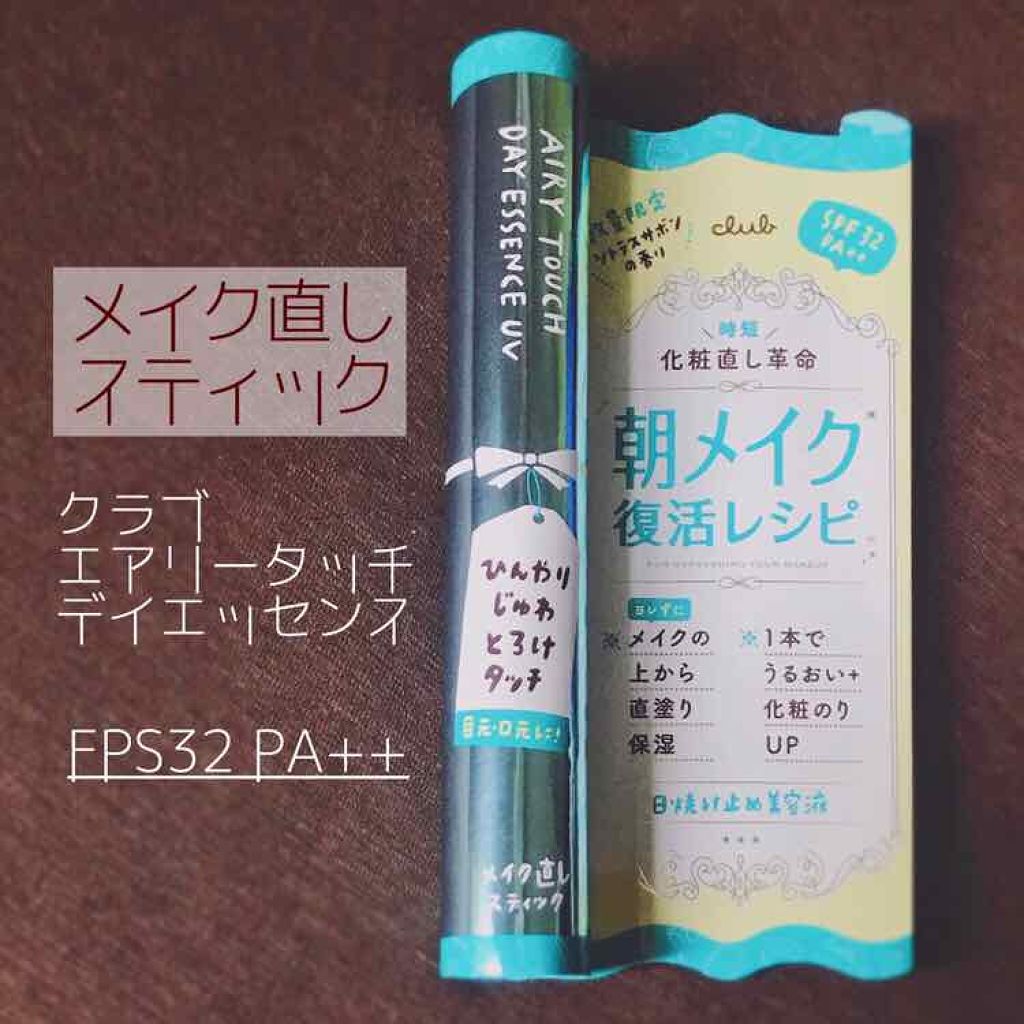 メイク直し
スティック
クラブ
エアリータッチ
デイエッセンス
FPS32 PA++
AIRY TOUCH
DAY ESSENCE UV
ひんやり
じゅわ
とろけ
タッチ
目元・口元に!
メイク直し
スティック
数量限定
シトラスサボン
の香り
club
SPF32
PA++
時短
化粧直し革命
朝メイク
復活レシピ
ヨレずに
※メイクの
上から
直塗り
保湿
※1本で
うるおい+
化粧のり
UP
日焼け止め美容液